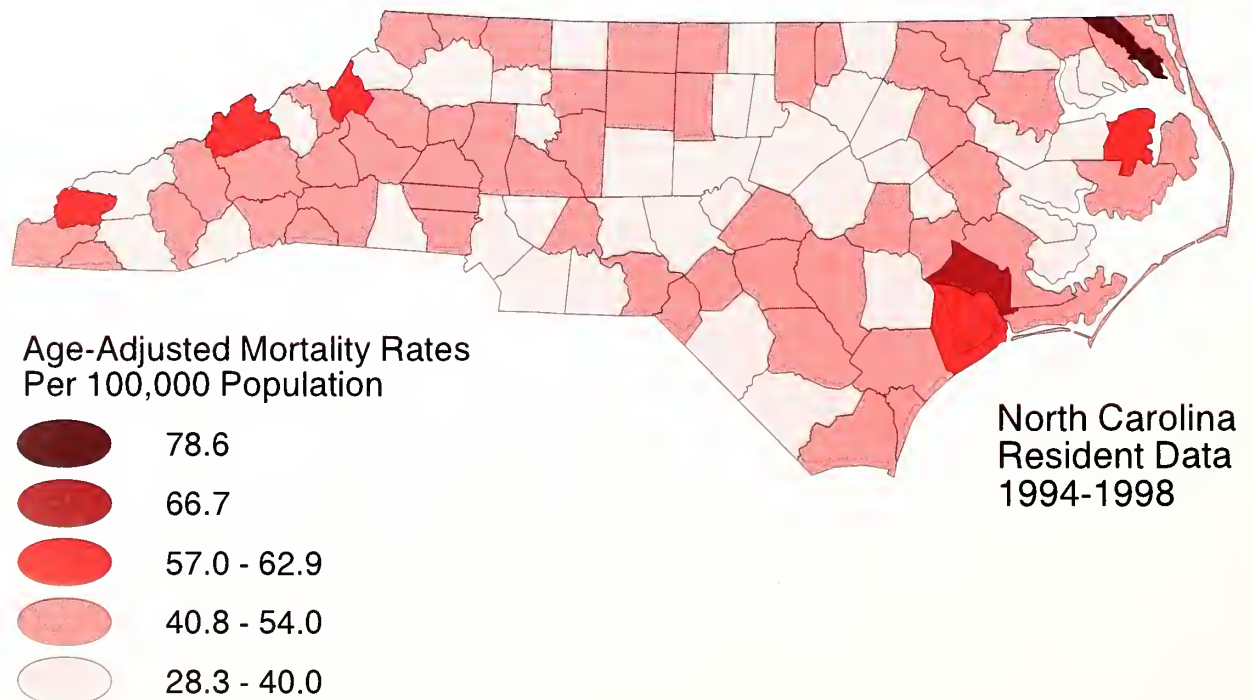 Age-Adjusted Mortality Rates
Per 100,000 Population
78.6
66.7
57.0 - 62.9
40.8 - 54.0
28.3 - 40.0
North Carolina
Resident Data
1994-1998